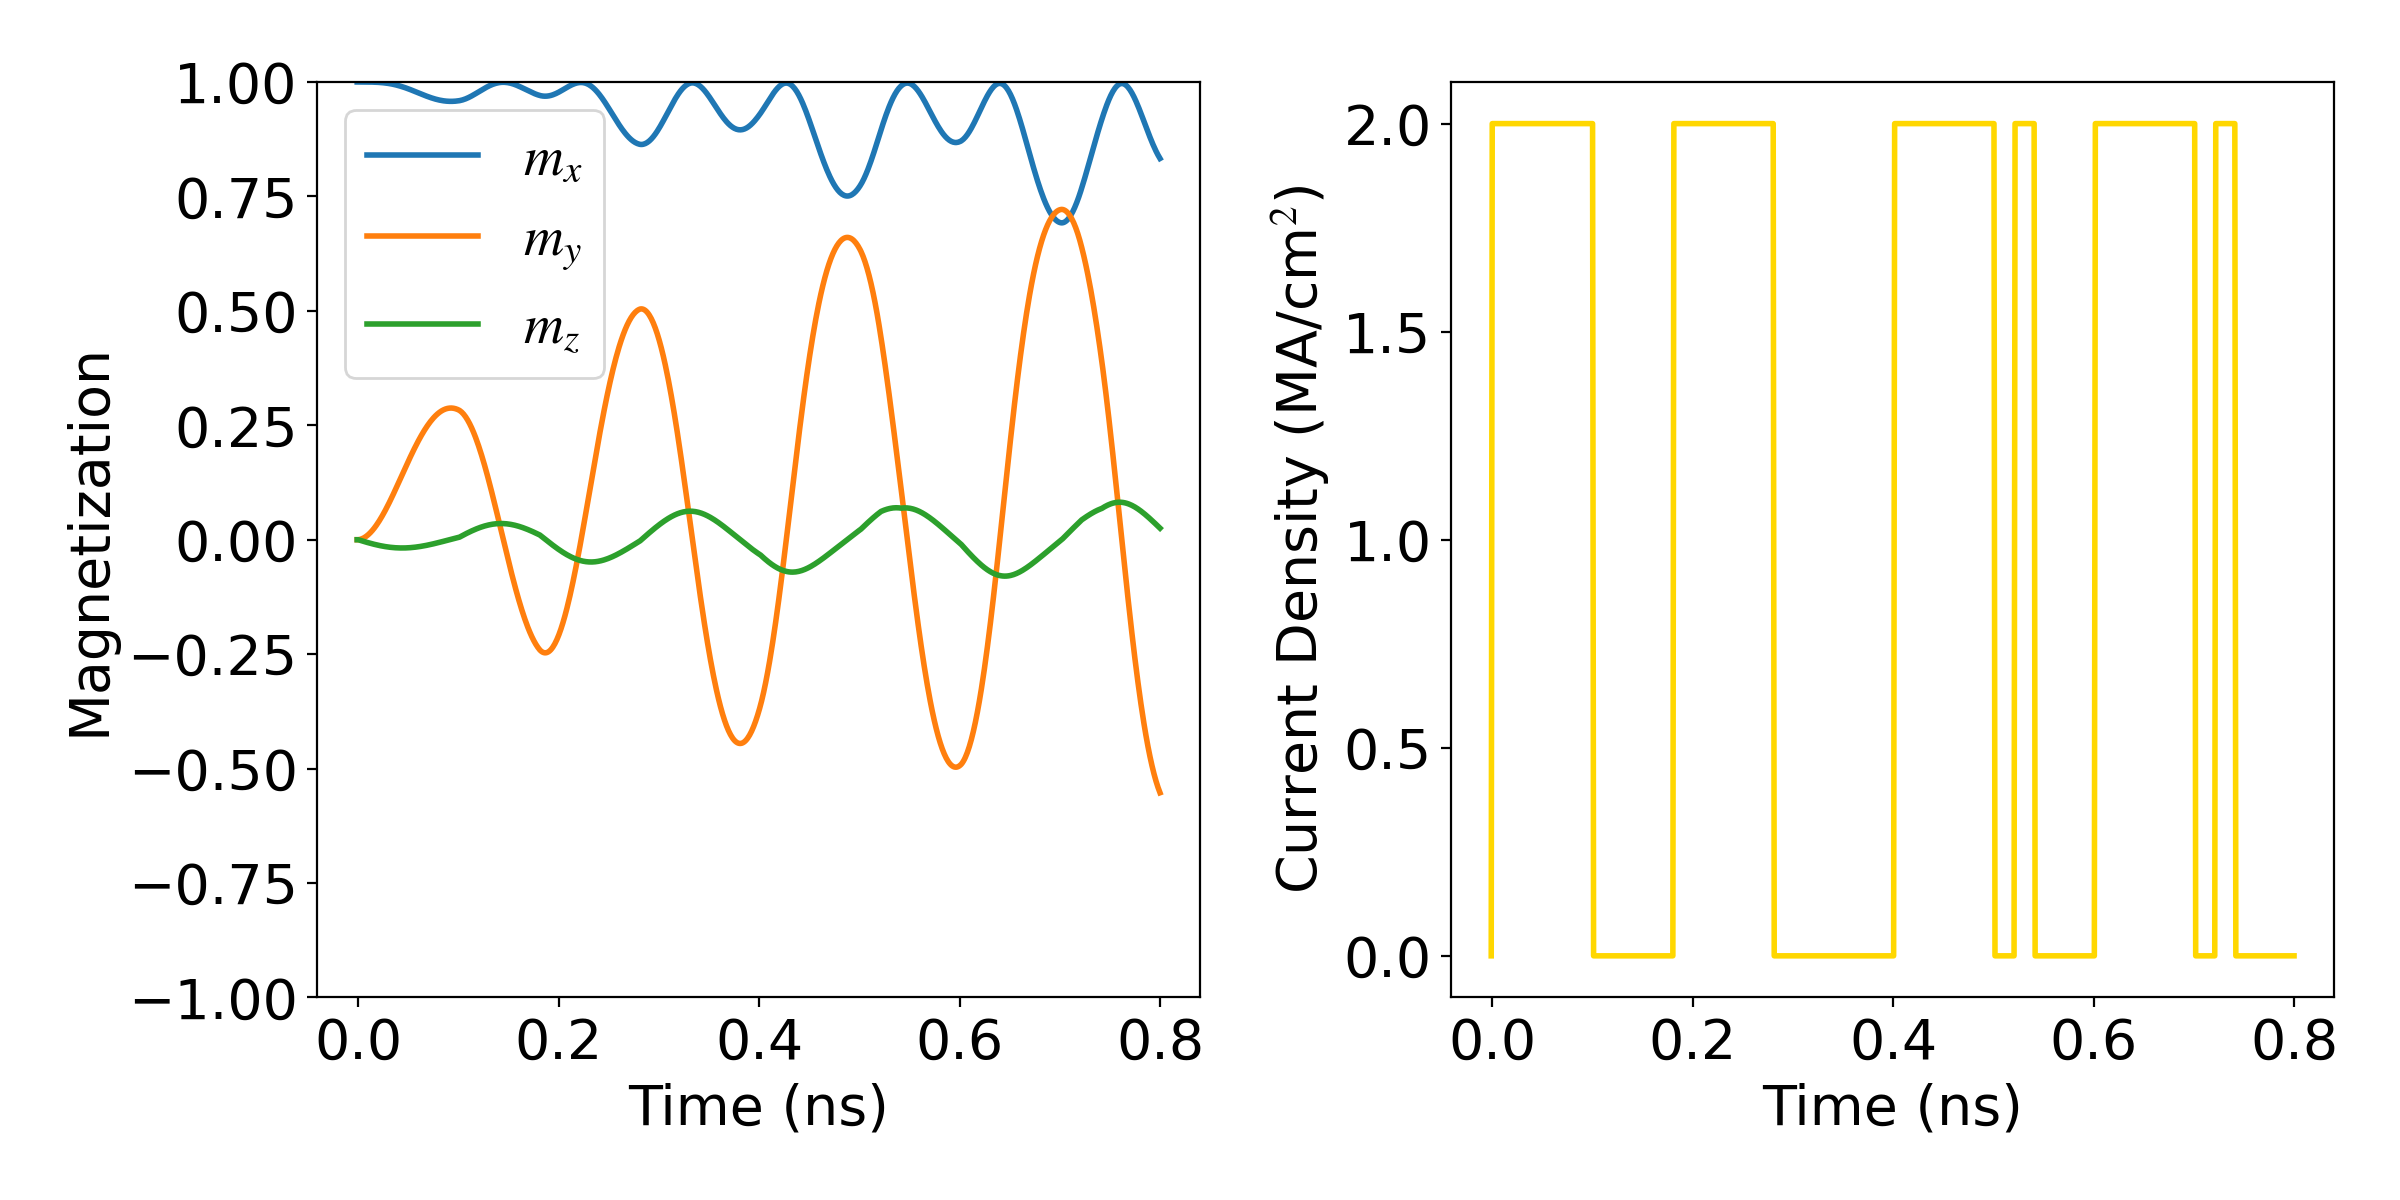 Magnetization
1.00
0.75
0.50
0.25
0.00
−0.25
−0.50
−0.75
−1.00
m_x
m_y
m_z
0.0 0.2 0.4 0.6 0.8
Time (ns)
Current Density (MA/cm²)
2.0
1.5
1.0
0.5
0.0
0.0 0.2 0.4 0.6 0.8
Time (ns)